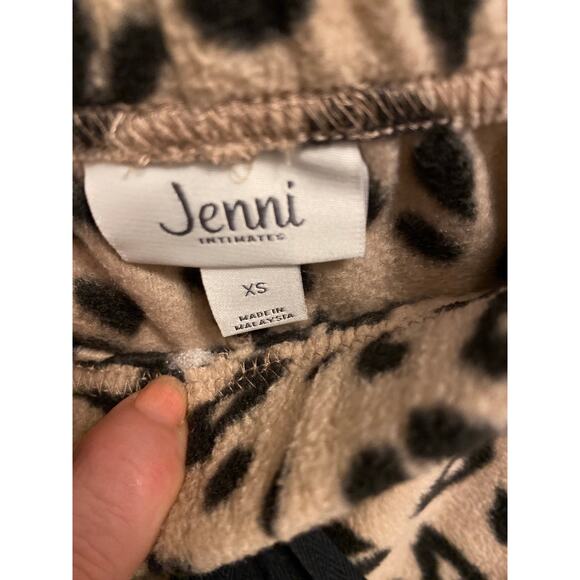 Jenni
INTIMATES
XS
MADE IN
MALAYSIA